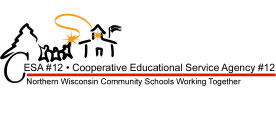 CESA #12 • Cooperative Educational Service Agency #12
Northern Wisconsin Community Schools Working Together